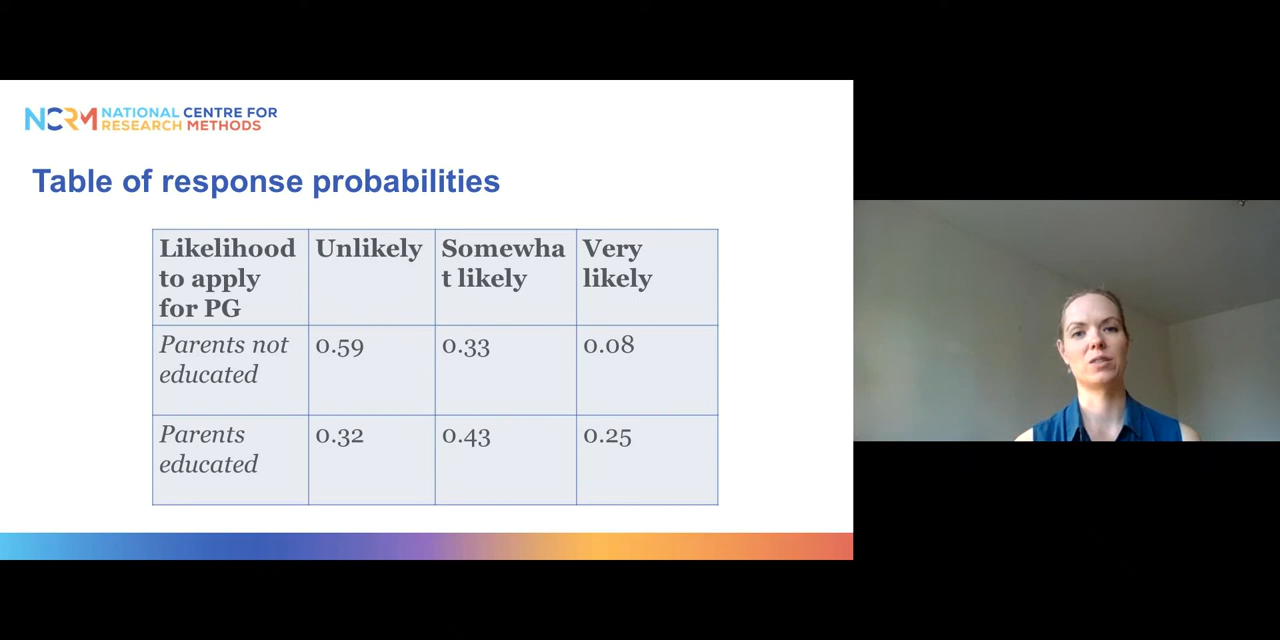 NCRM NATIONAL CENTRE FOR
RESEARCH METHODS
Table of response probabilities
Likelihood
to apply
for PG
Unlikely
Somewha
t likely
Very
likely
Parents not
educated
0.59
0.33
0.08
Parents
educated
0.32
0.43
0.25